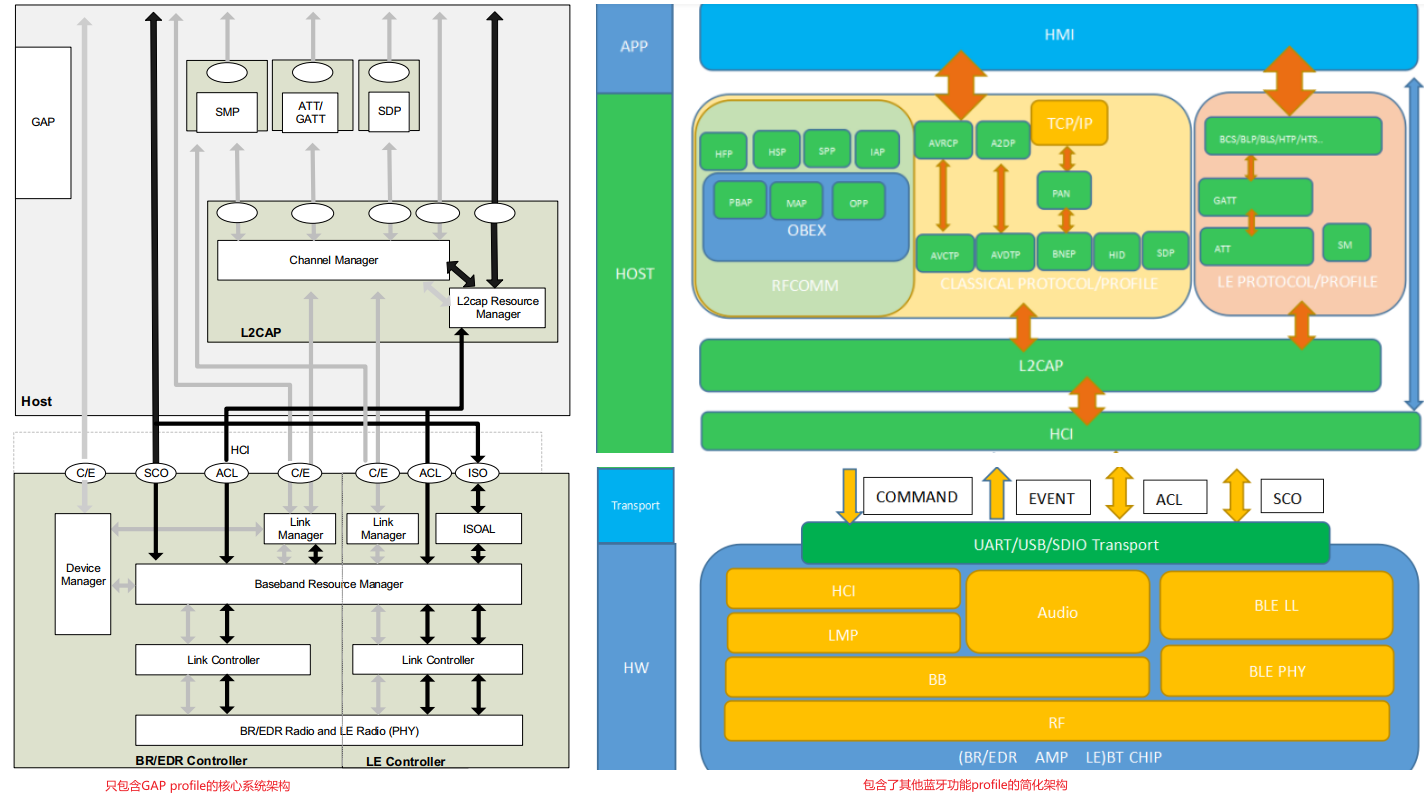 GAP
SMP
ATT/
GATT
SDP
Channel Manager
L2cap Resource
Manager
L2CAP
Host
HCI
C/E
SCO
ACL
C/E
C/E
ACL
ISO
Device
Manager
Link
Manager
Link
Manager
ISOAL
Baseband Resource Manager
Link Controller
Link Controller
BR/EDR Radio and LE Radio (PHY)
BR/EDR Controller
LE Controller
只包含GAP profile的核心系统架构
APP
HMI
HOST
HFP
HSP
SPP
IAP
PBAP
MAP
OPP
OBEX
RFCOMM
AVRCP
A2DP
TCP/IP
PAN
AVCTP
AVDTP
BNEP
HID
SDP
CLASSICAL PROTOCOL/PROFILE
BCS/BLP/BLS/HTP/HTS..
GATT
ATT
SM
LE PROTOCOL/PROFILE
L2CAP
HCI
Transport
COMMAND
EVENT
ACL
SCO
UART/USB/SDIO Transport
HW
HCI
Audio
BLE LL
LMP
BB
BLE PHY
RF
(BR/EDR AMP LE)BT CHIP
包含了其他蓝牙功能profile的简化架构